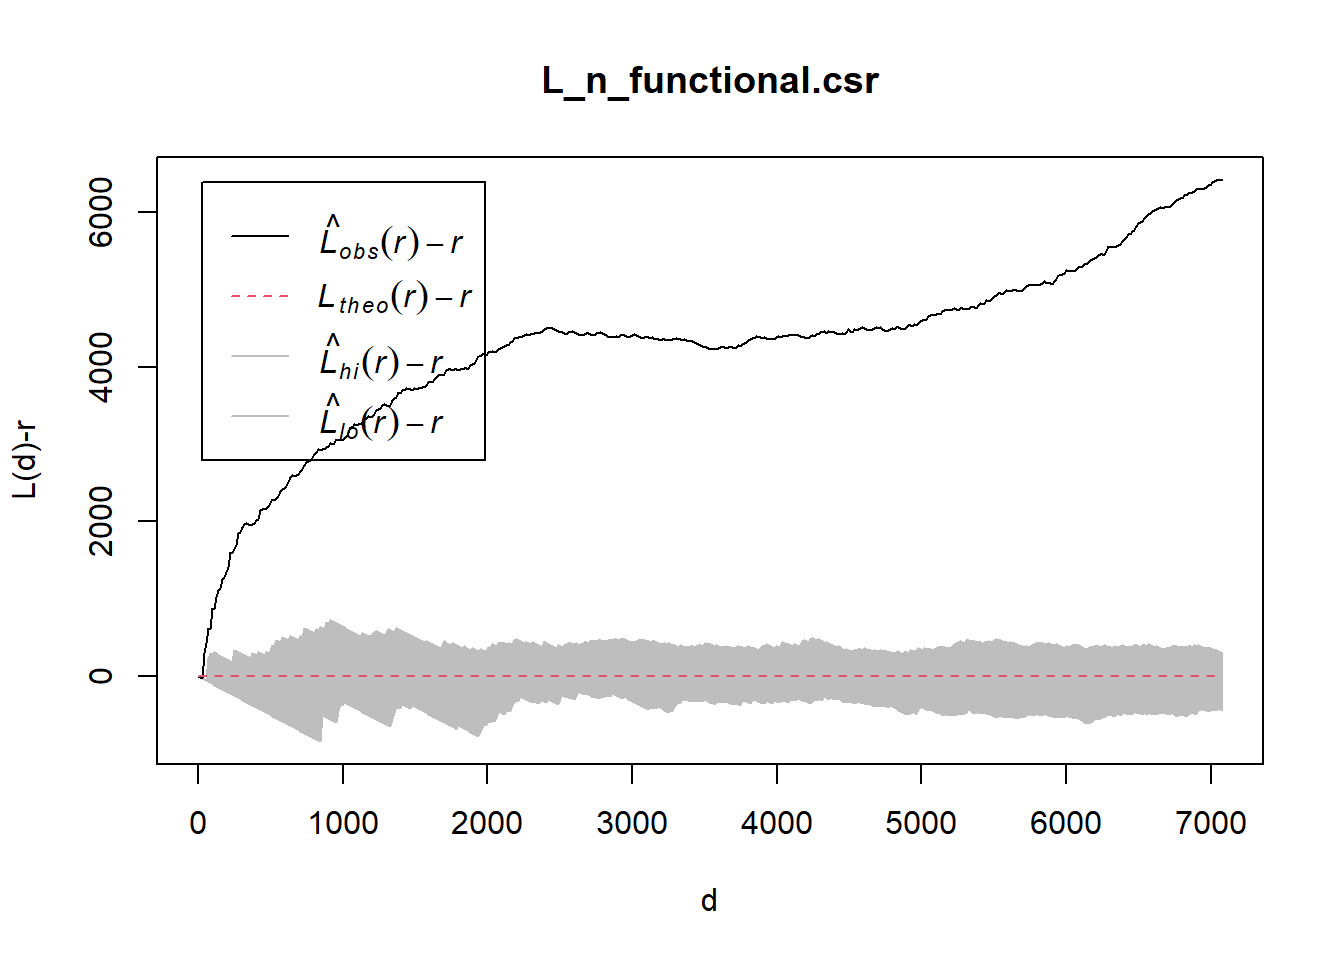 L_n_functional.csr
L̂obs(r) − r
Ltheo(r) − r
L̂hi(r) − r
L̂lo(r) − r
L(d)-r
6000
4000
2000
0
0 1000 2000 3000 4000 5000 6000 7000
d